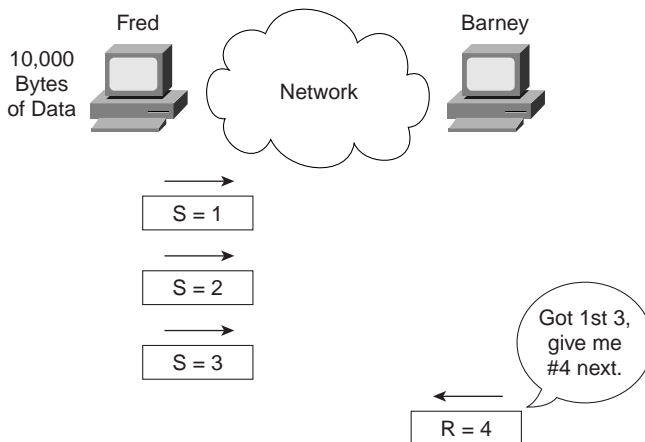 Fred
Barney
10,000
Bytes
of Data
Network
S = 1
S = 2
S = 3
Got 1st 3,
give me
#4 next.
R = 4